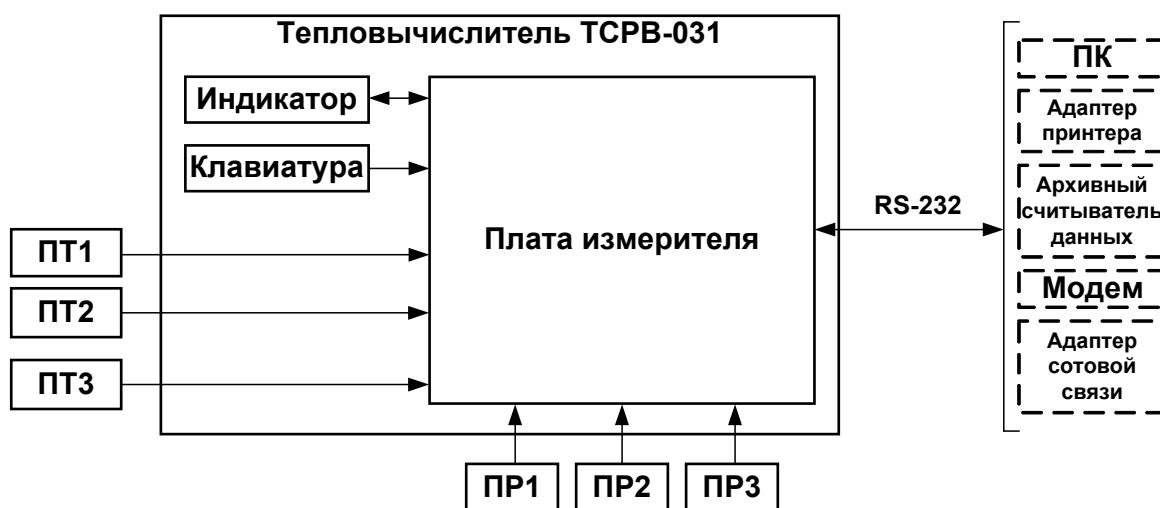 Тепловычислитель ТСРВ-031
Индикатор
Клавиатура
Плата измерителя
ПТ1
ПТ2
ПТ3
ПР1
ПР2
ПР3
RS-232
ПК
Адаптер
принтера
Архивный
считыватель
данных
Модем
Адаптер
сотовой
связи